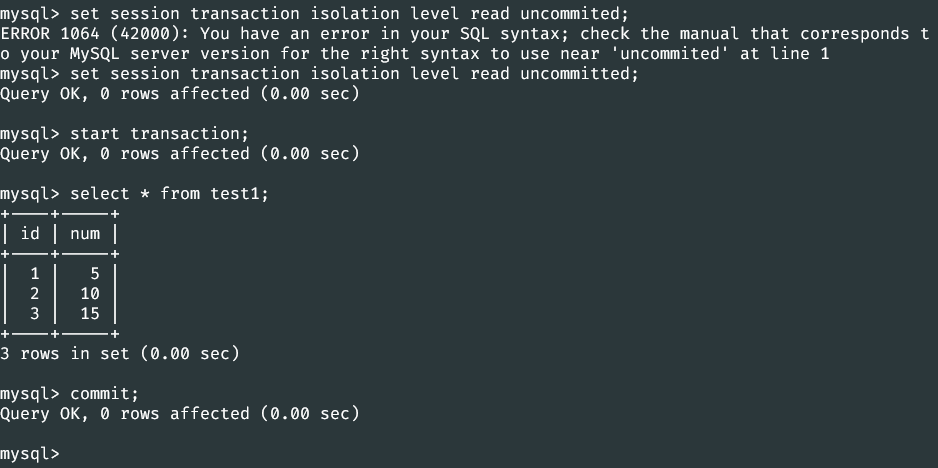 mysql> set session transaction isolation level read uncommited;
ERROR 1064 (42000): You have an error in your SQL syntax; check the manual that corresponds t
o your MySQL server version for the right syntax to use near 'uncommited' at line 1
mysql> set session transaction isolation level read uncommitted;
Query OK, 0 rows affected (0.00 sec)
mysql> start transaction;
Query OK, 0 rows affected (0.00 sec)
mysql> select * from test1;
+----+-----+
| id | num |
+----+-----+
|  1 |   5 |
|  2 |  10 |
|  3 |  15 |
+----+-----+
3 rows in set (0.00 sec)
mysql> commit;
Query OK, 0 rows affected (0.00 sec)
mysql>